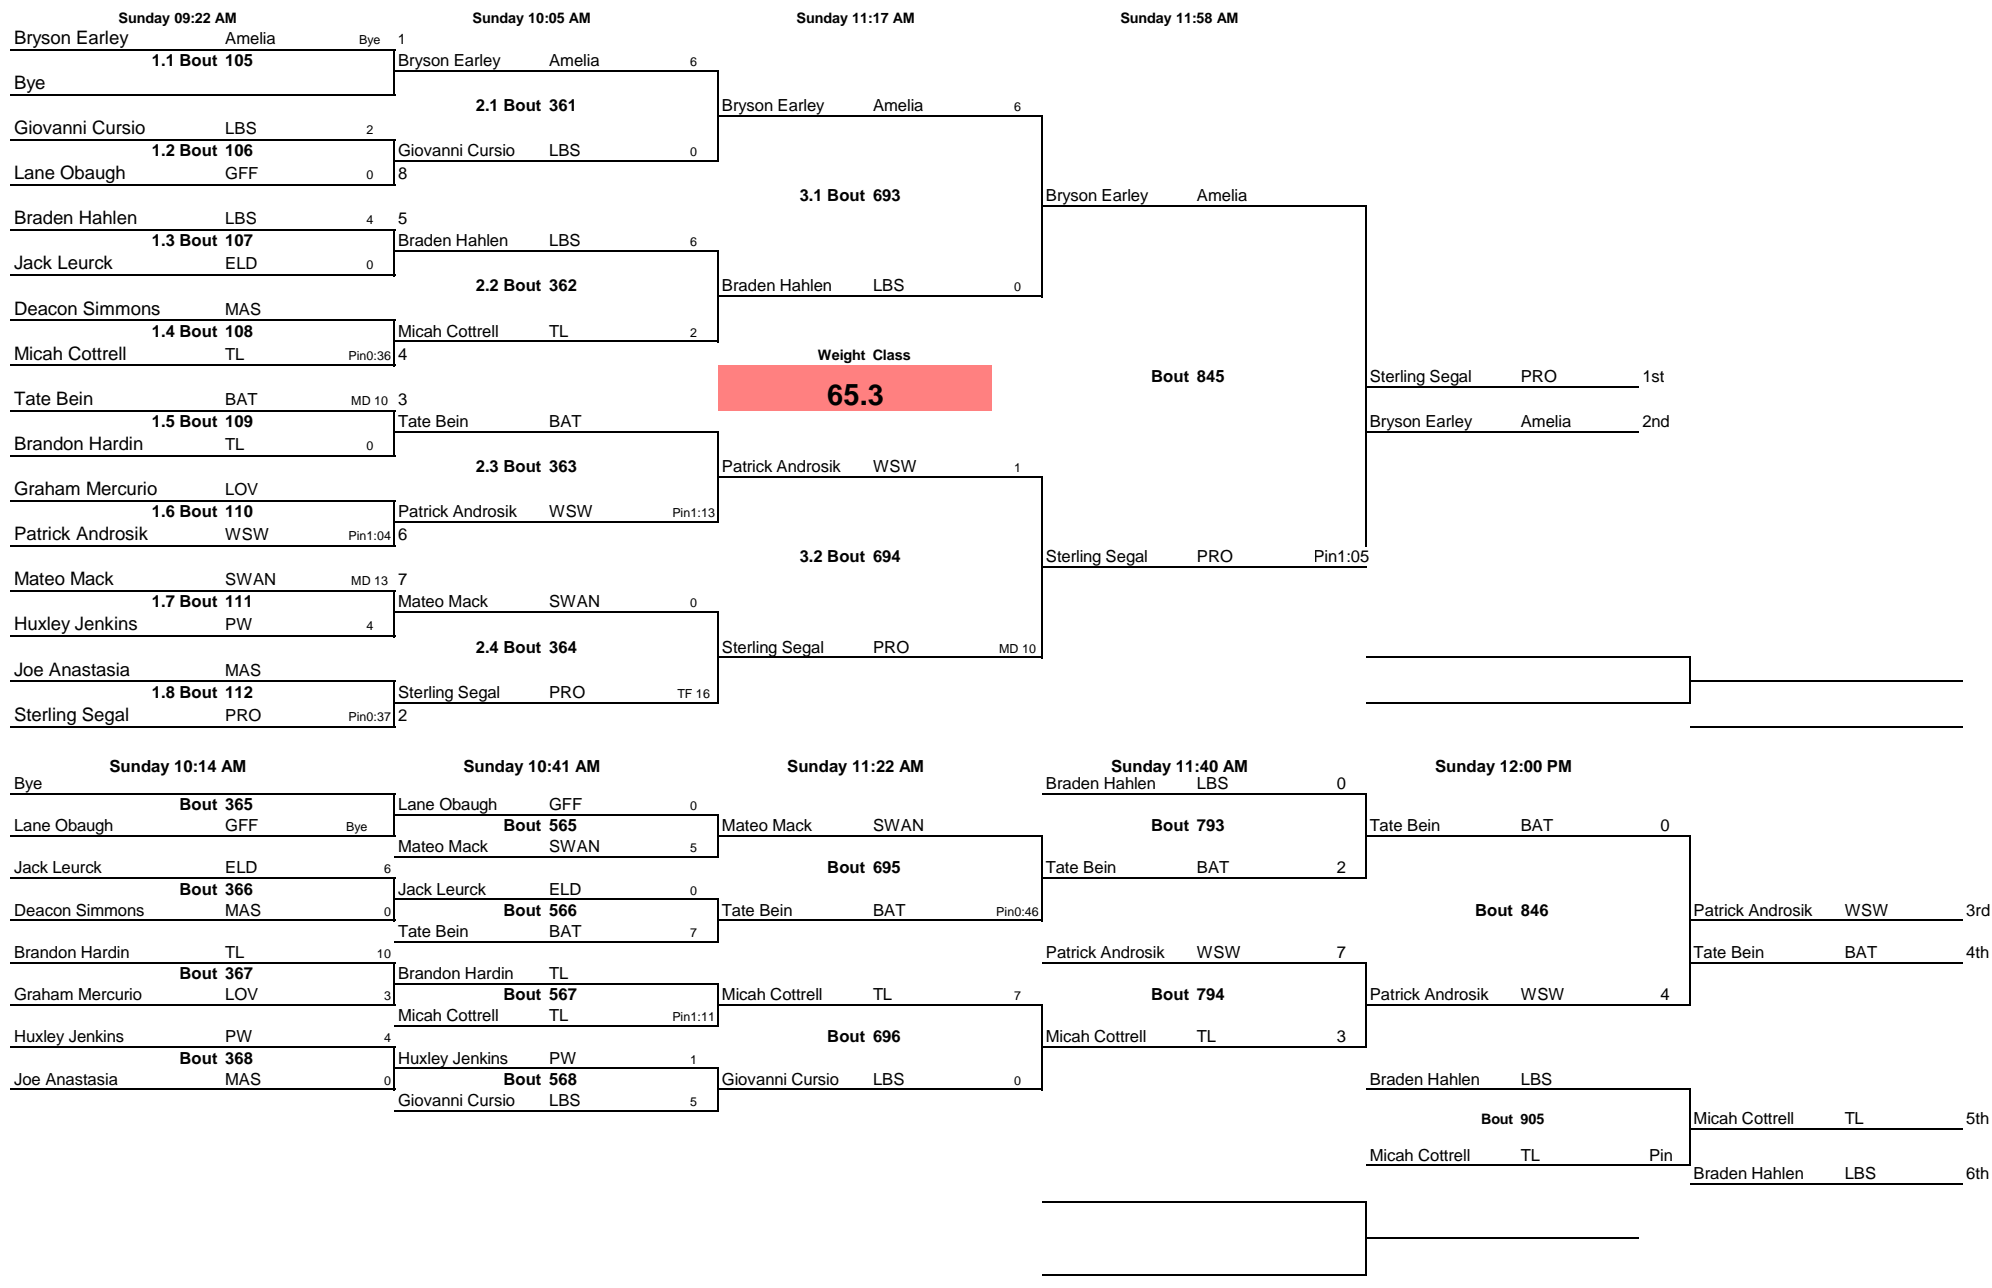 Sunday 09:22 AM Sunday 10:05 AM Sunday 11:17 AM Sunday 11:58 AM
Bryson Earley Amelia Bye 1
1.1 Bout 105 Bryson Earley Amelia 6
Bye
2.1 Bout 361 Bryson Earley Amelia 6
Giovanni Cursio LBS 2
1.2 Bout 106 Giovanni Cursio LBS 0
Lane Obaugh GFF 0 8
3.1 Bout 693 Bryson Earley Amelia
Braden Hahlen LBS 4 5
1.3 Bout 107 Braden Hahlen LBS 6
Jack Leurck ELD 0
2.2 Bout 362 Braden Hahlen LBS 0
Deacon Simmons MAS
1.4 Bout 108 Micah Cottrell TL 2
Micah Cottrell TL Pin0:36 4 Weight Class
Bout 845 Sterling Segal PRO 1st
65.3
Tate Bein BAT MD 10 3
1.5 Bout 109 Tate Bein BAT Bryson Earley Amelia 2nd
Brandon Hardin TL 0
2.3 Bout 363 Patrick Androsik WSW 1
Graham Mercurio LOV
1.6 Bout 110 Patrick Androsik WSW Pin1:13
Patrick Androsik WSW Pin1:04 6
3.2 Bout 694 Sterling Segal PRO Pin1:05
Mateo Mack SWAN MD 13 7
1.7 Bout 111 Mateo Mack SWAN 0
Huxley Jenkins PW 4
2.4 Bout 364 Sterling Segal PRO MD 10
Joe Anastasia MAS
1.8 Bout 112 Sterling Segal PRO TF 16
Sterling Segal PRO Pin0:37 2
Sunday 10:14 AM Sunday 10:41 AM Sunday 11:22 AM Sunday 11:40 AM Sunday 12:00 PM
Bye Braden Hahlen LBS 0
Bout 365 Lane Obaugh GFF 0
Lane Obaugh GFF Bye Bout 565 Mateo Mack SWAN Bout 793 Tate Bein BAT 0
Mateo Mack SWAN 5
Jack Leurck ELD 6 Bout 695 Tate Bein BAT 2
Bout 366 Jack Leurck ELD 0
Deacon Simmons MAS 0 Bout 566 Tate Bein BAT Pin0:46 Bout 846 Patrick Androsik WSW 3rd
Tate Bein BAT 7
Brandon Hardin TL 10 Patrick Androsik WSW 7 Tate Bein BAT 4th
Bout 367 Brandon Hardin TL
Graham Mercurio LOV 3 Bout 567 Micah Cottrell TL 7 Bout 794 Patrick Androsik WSW 4
Micah Cottrell TL Pin1:11
Huxley Jenkins PW 4 Bout 696 Micah Cottrell TL 3
Bout 368 Huxley Jenkins PW 1
Joe Anastasia MAS 0 Bout 568 Giovanni Cursio LBS 0 Braden Hahlen LBS
Giovanni Cursio LBS 5
Bout 905 Micah Cottrell TL 5th
Micah Cottrell TL Pin
Braden Hahlen LBS 6th